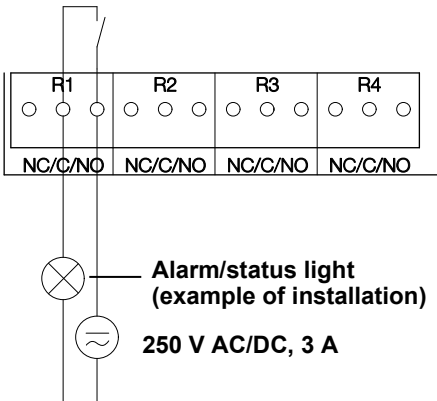 R1 R2 R3 R4
NC/C/NO NC/C/NO NC/C/NO NC/C/NO
Alarm/status light
(example of installation)
250 V AC/DC, 3 A